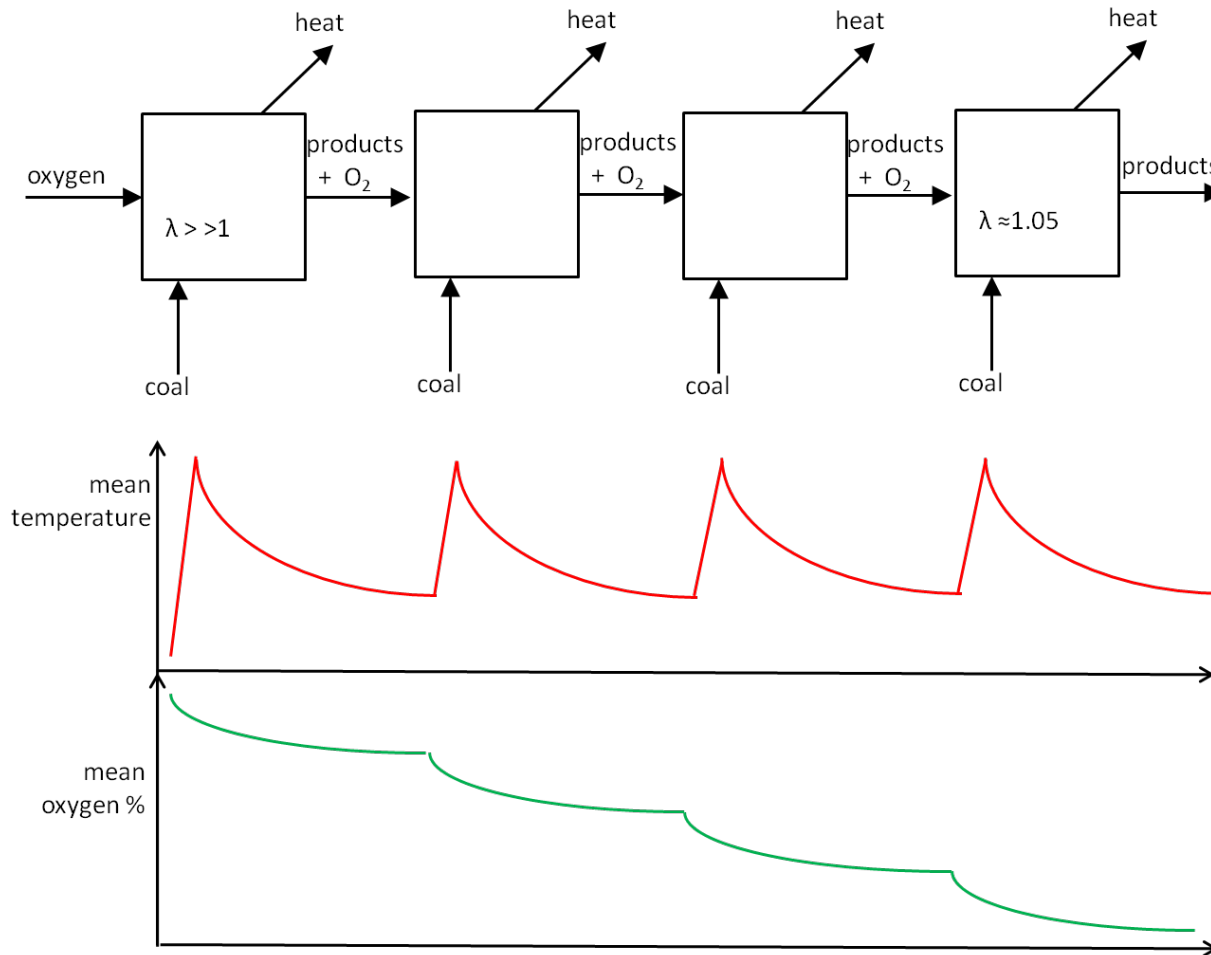 heat
heat
heat
heat
products
+ O₂
products
+ O₂
products
+ O₂
products
oxygen
λ > >1
λ ≈1.05
coal
coal
coal
coal
mean
temperature
mean
oxygen %